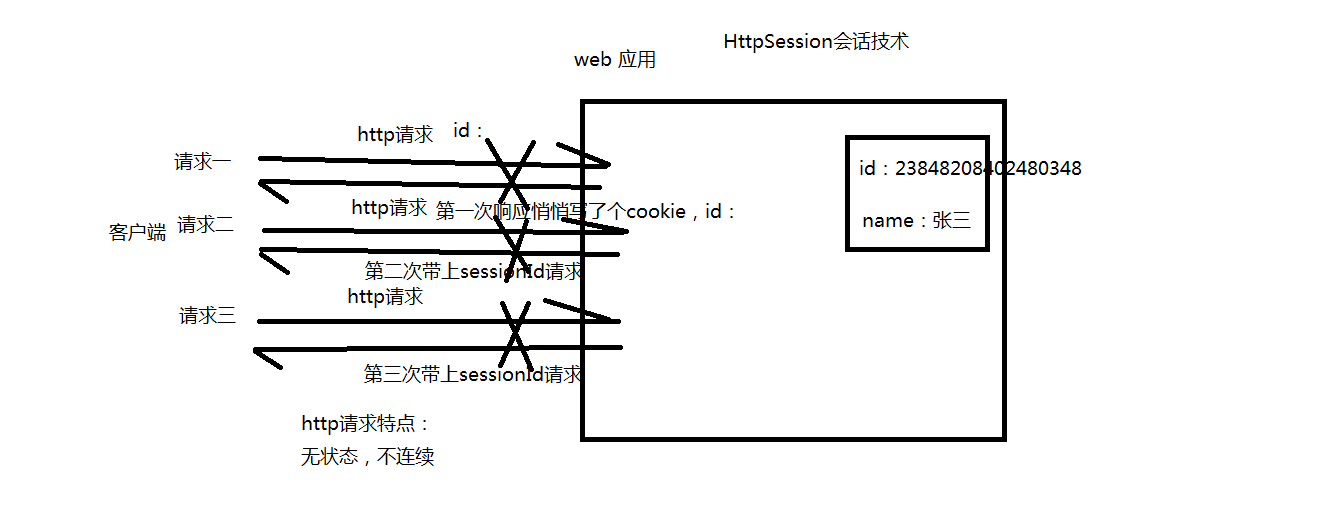 HttpSession会话技术
web 应用
http请求
id：
请求一
id：23848208402480348
http请求
第一次响应悄悄写了个cookie，id：
name：张三
请求二
客户端
第二次带上sessionId请求
http请求
请求三
第三次带上sessionId请求
http请求特点：
无状态，不连续